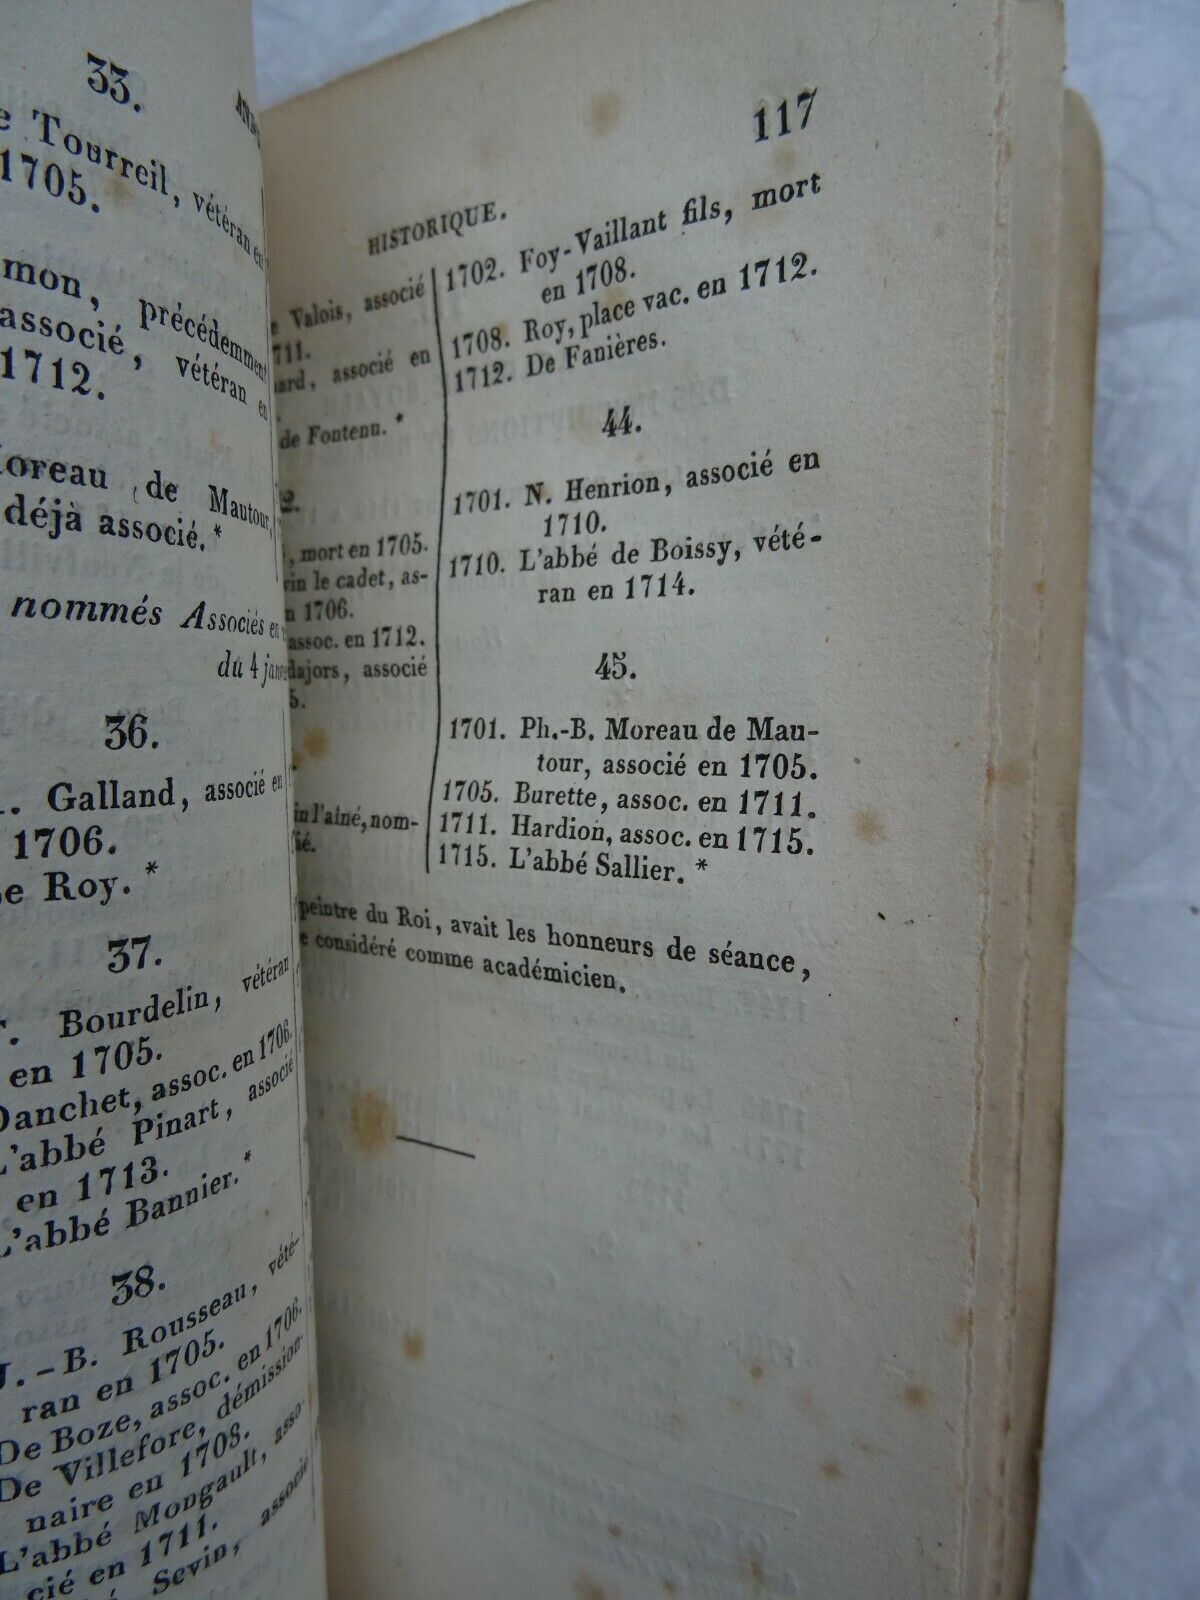 33.
Tourreil, vétéran en
1705.
précédemment
associé, vétéran en
1712.
Moreau de Mautour,
déjà associé.*
nommés Associés en
du 4
36.
Galland, associé en
1706.
Roy.*
37.
Bourdelin, vétéran
en 1705.
Danchet, assoc. en 1706.
L'abbé Pinart, associé
en 1713.
L'abbé Bannier.*
38.
J.-B. Rousseau, vété-
ran en 1705.
De Boze, assoc. en 1706.
De Villefore, démission-
naire en 1708.
L'abbé Mongault, asso-
cié en 1711.
Sevin, associé
HISTORIQUE.
117
Valois, associé
associé en
de Fontenu.*
mort en 1705.
le cadet, as-
1706.
assoc. en 1712.
associé
l'aîné, nom-
1702. Foy-Vaillant fils, mort
en 1708.
1708. Roy, place vac. en 1712.
1712. De Fanières.
44.
1701. N. Henrion, associé en
1710.
1710. L'abbé de Boissy, vété-
ran en 1714.
45.
1701. Ph.-B. Moreau de Mau-
tour, associé en 1705.
1705. Burette, assoc. en 1711.
1711. Hardion, assoc. en 1715.
1715. L'abbé Sallier.*
peintre du Roi, avait les honneurs de séance,
considéré comme académicien.